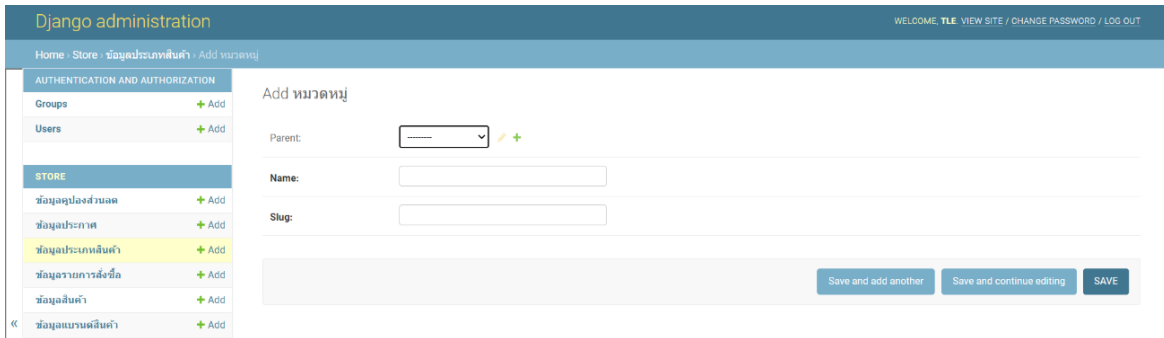 Django administration
WELCOME, TLE. VIEW SITE / CHANGE PASSWORD / LOG OUT
Home › Store › ข้อมูลประเภทสินค้า › Add หมวดหมู่
AUTHENTICATION AND AUTHORIZATION
Groups + Add
Users + Add
STORE
ข้อมูลคูปองส่วนลด + Add
ข้อมูลประกาศ + Add
ข้อมูลประเภทสินค้า + Add
ข้อมูลรายการสั่งซื้อ + Add
ข้อมูลสินค้า + Add
« ข้อมูลแบรนด์สินค้า + Add
Add หมวดหมู่
Parent: ---------
Name:
Slug:
Save and add another Save and continue editing SAVE